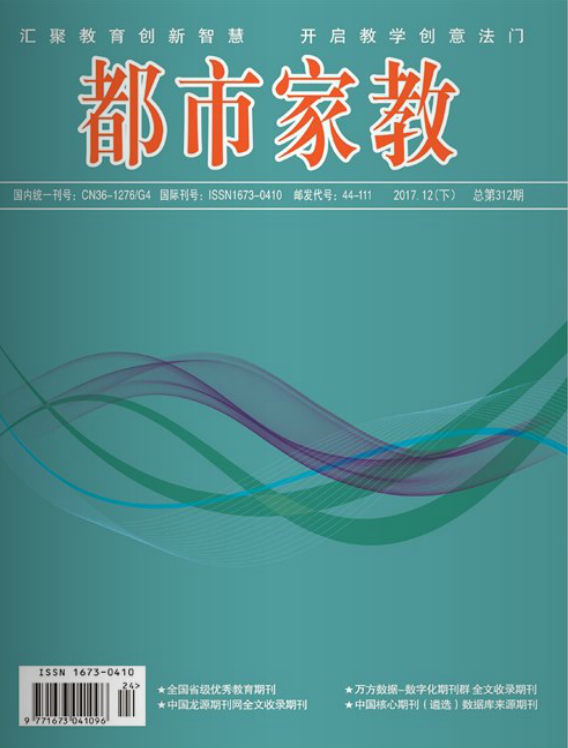 汇聚教育创新智慧 开启教学创意法门
都市家教
国内统一刊号：CN36-1276/G4 国际刊号：ISSN1673-0410 邮发代号：44-111 2017.12(下) 总第312期
ISSN 1673-0410
24>
9 771673 041096
★全国省级优秀教育期刊
★中国龙源期刊网全文收录期刊
★万方数据-数字化期刊群 全文收录期刊
★中国核心期刊（遴选）数据库来源期刊